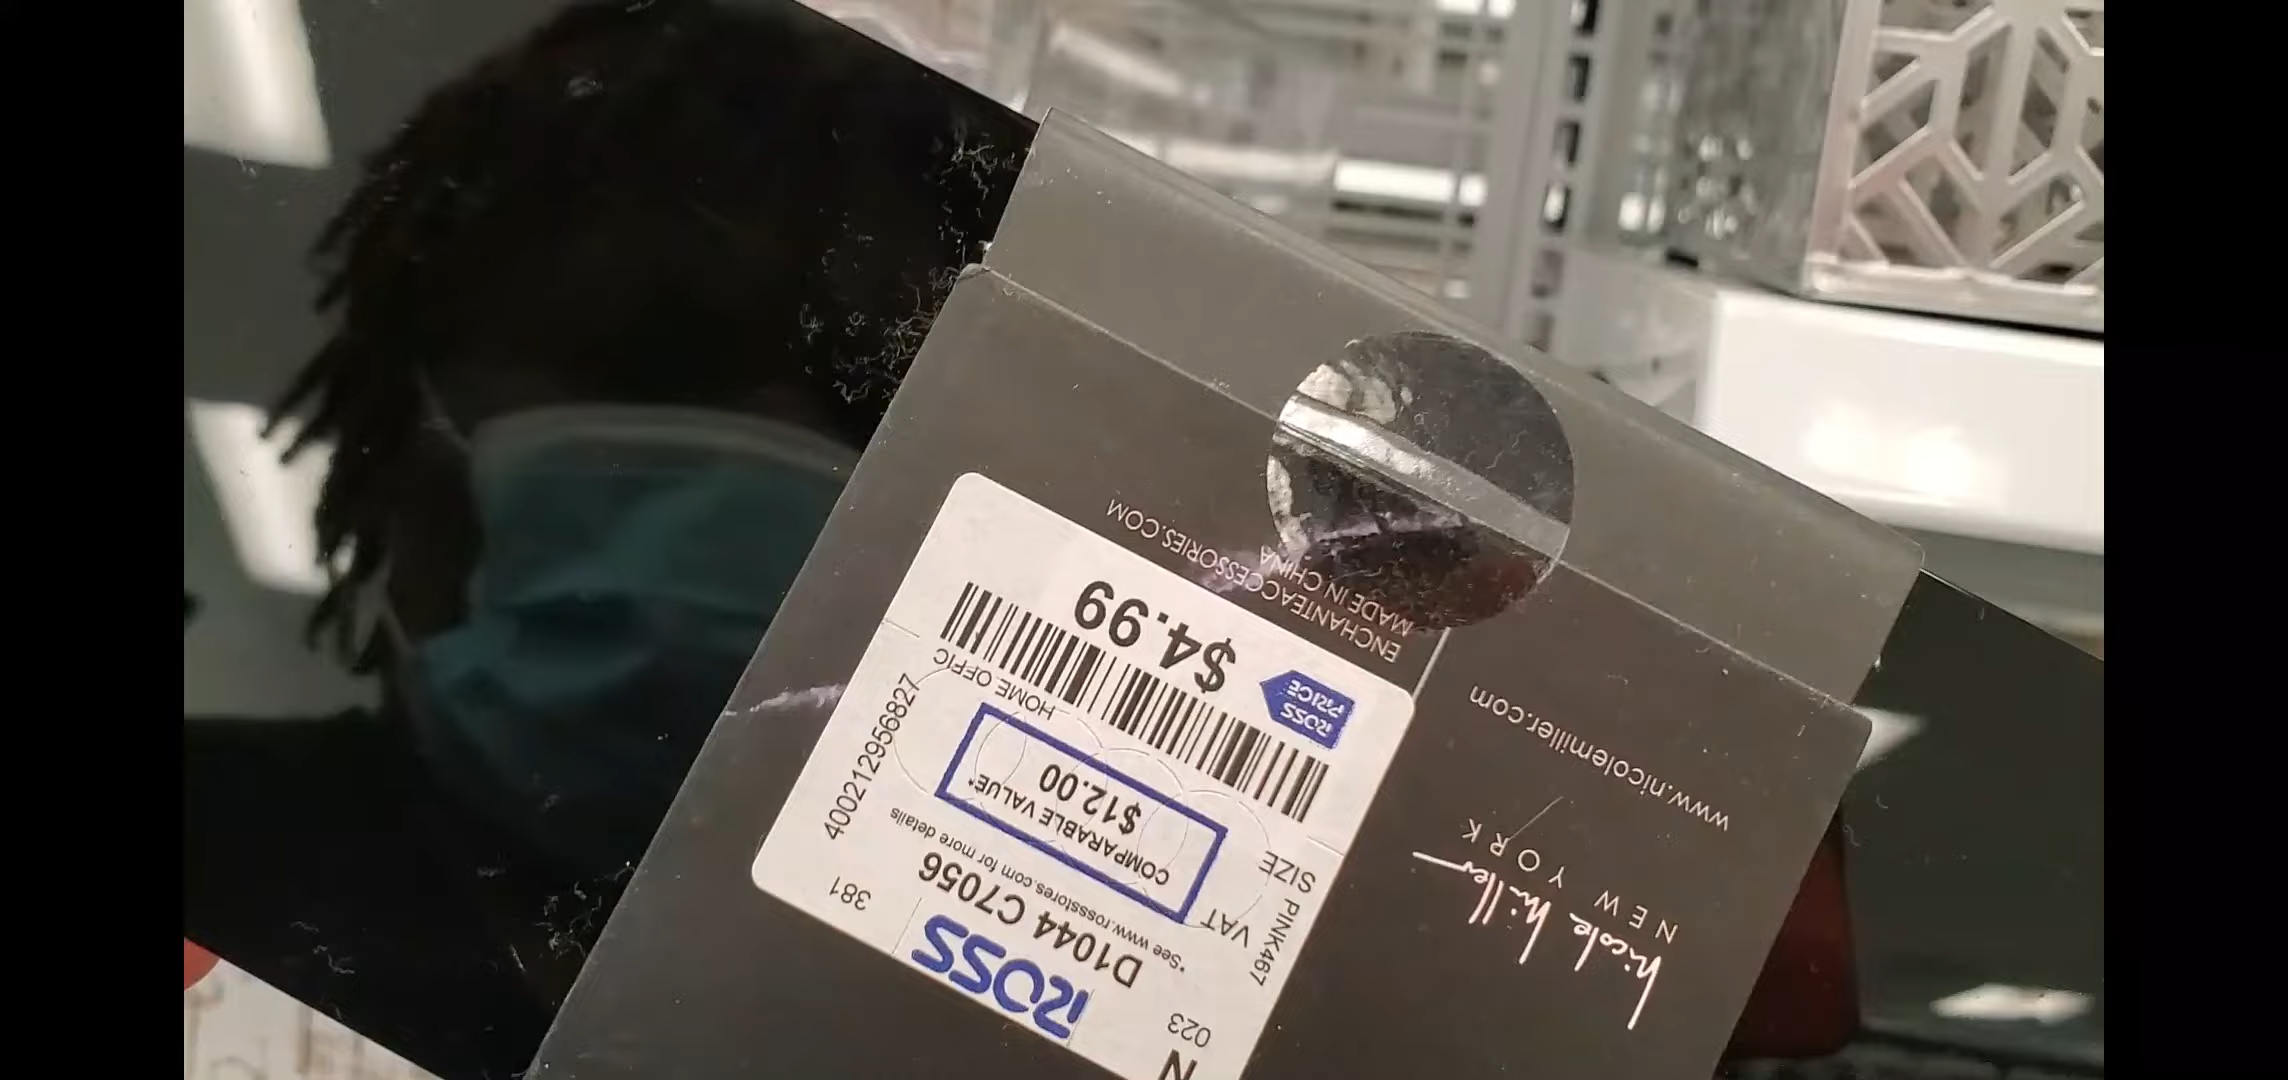 N
023
ROSS
D1044 C7056
381
*See www.rossstores.com for more details
COMPARABLE VALUE*
$12.00
VAT
S PINK467
SIZE
HOME OFFIC
400212956827
ROSS
PRICE
$4.99
nicole miller
NEW YORK
www.nicolemiller.com
MADE IN CHINA
ENCHANTEACCESSORIES.COM